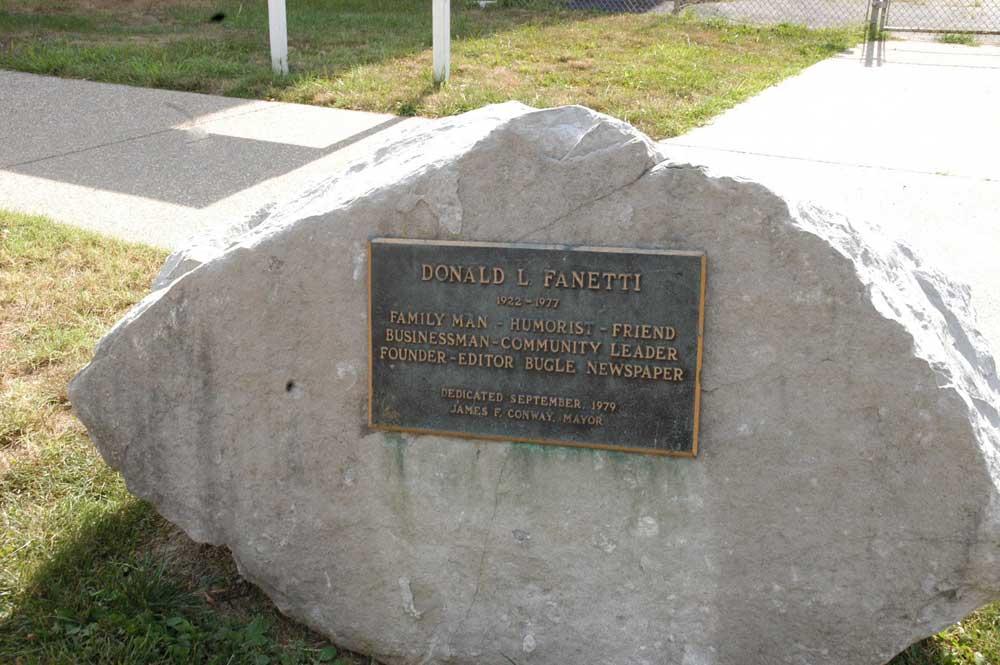 DONALD L. FANETTI
1922-1977
FAMILY MAN - HUMORIST - FRIEND
BUSINESSMAN - COMMUNITY LEADER
FOUNDER - EDITOR BUGLE NEWSPAPER
DEDICATED SEPTEMBER, 1979
JAMES F. CONWAY, MAYOR